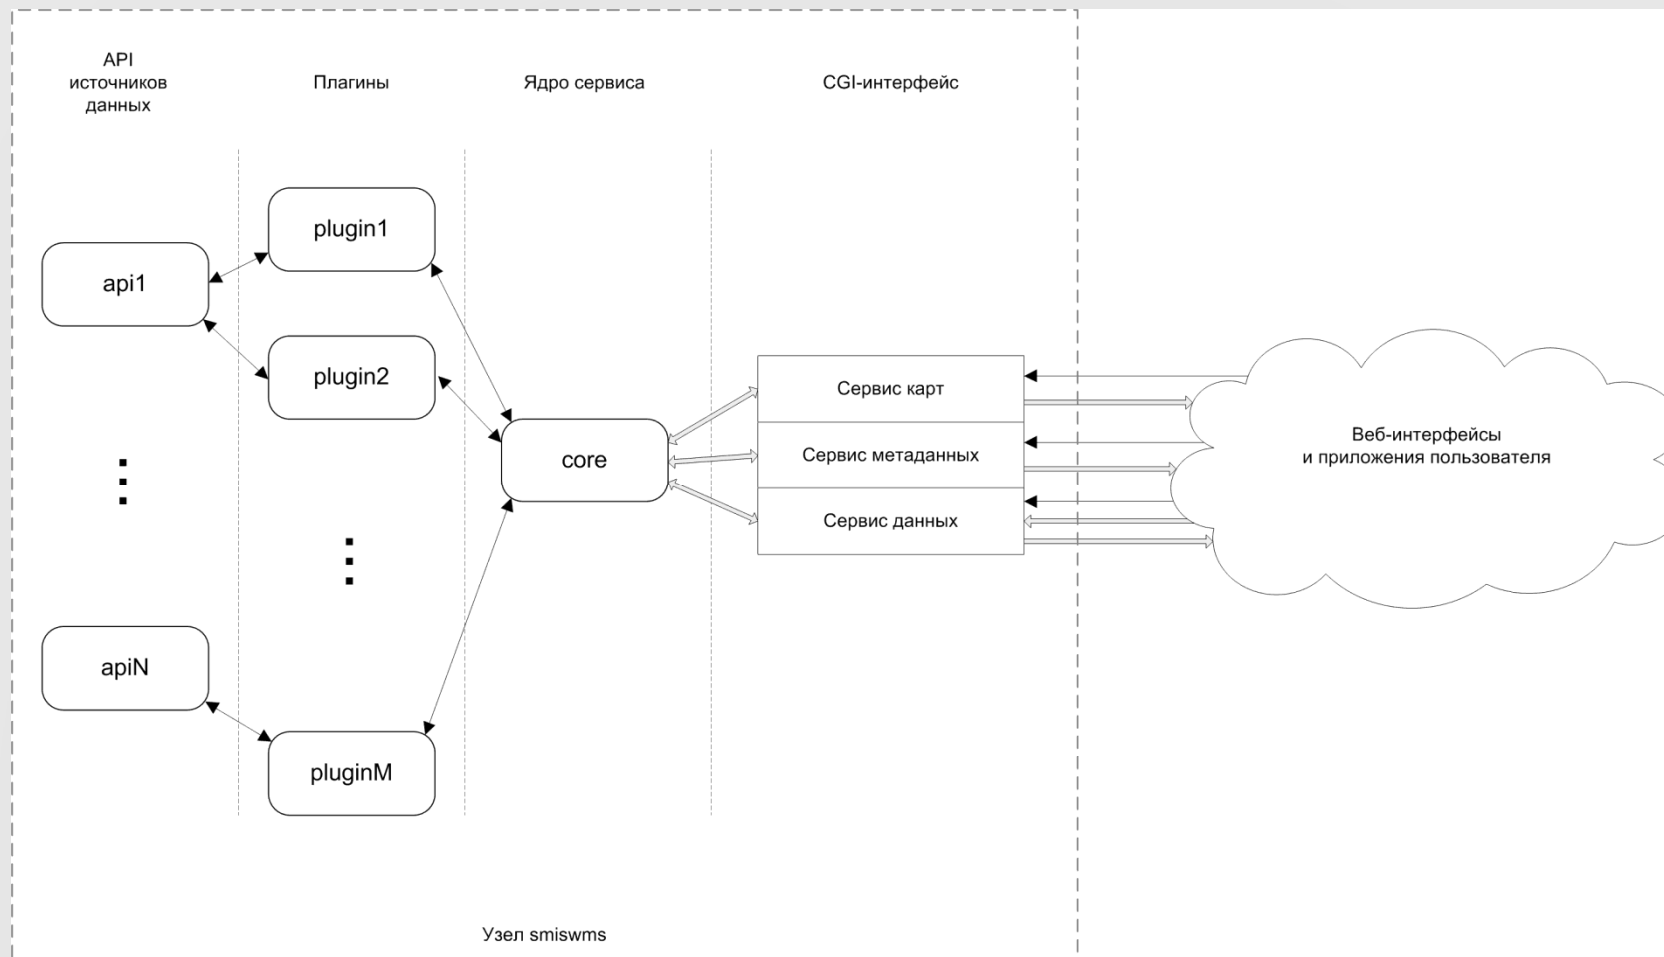 API
источников
данных
Плагины
Ядро сервиса
CGI-интерфейс
plugin1
api1
plugin2
core
Сервис карт
Сервис метаданных
Сервис данных
Веб-интерфейсы
и приложения пользователя
apiN
pluginM
Узел smiswms